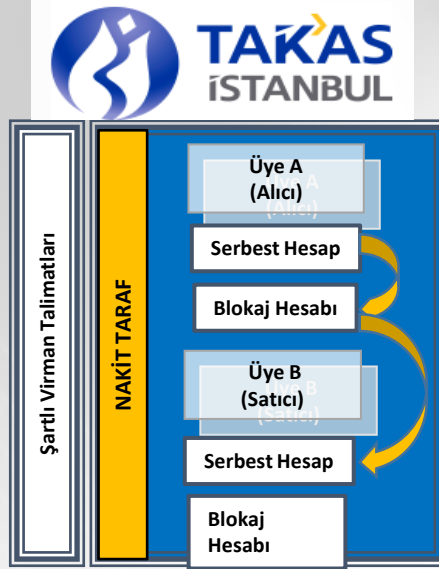 TAKAS
İSTANBUL
Şartlı Virman Talimatları
NAKİT TARAF
Üye A
(Alıcı)
Serbest Hesap
Blokaj Hesabı
Üye B
(Satıcı)
Serbest Hesap
Blokaj
Hesabı